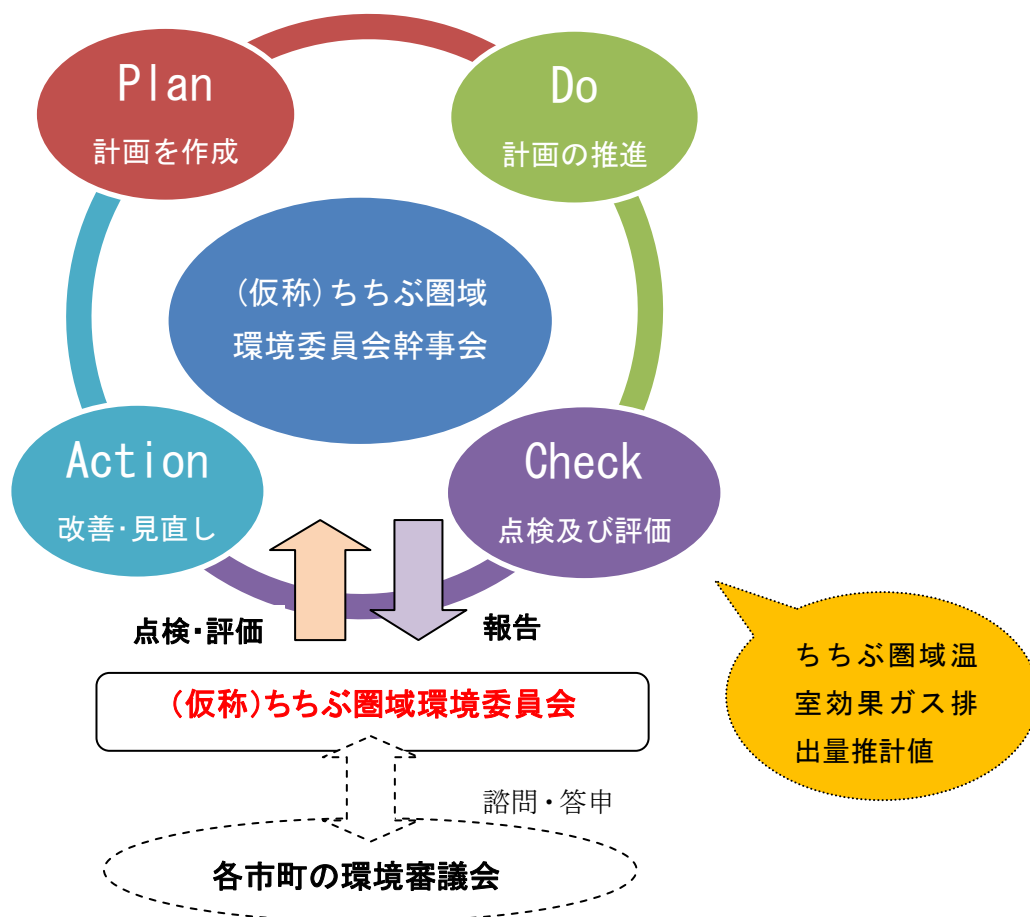 Plan
計画を作成
Do
計画の推進
(仮称)ちちぶ圏域
環境委員会幹事会
Action
改善・見直し
Check
点検及び評価
点検・評価
報告
ちちぶ圏域温
室効果ガス排
出量推計値
(仮称)ちちぶ圏域環境委員会
諮問・答申
各市町の環境審議会